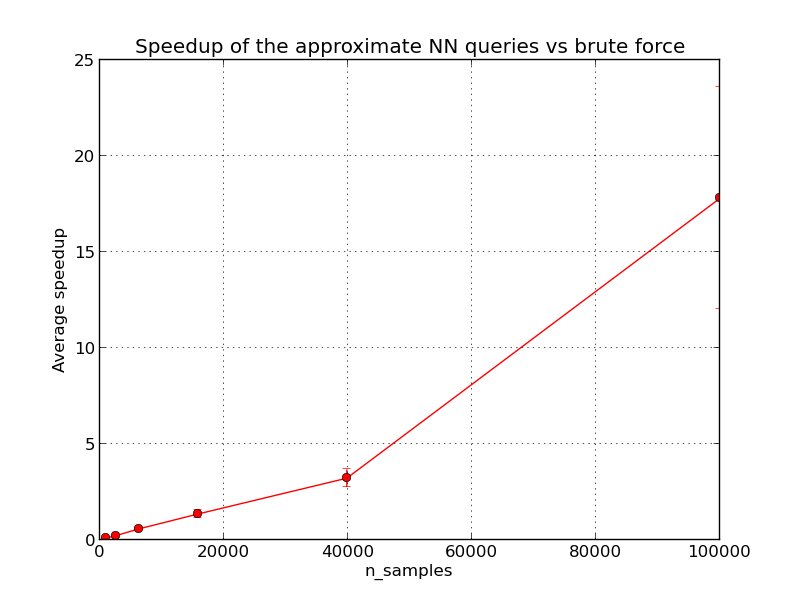 Speedup of the approximate NN queries vs brute force
25
20
15
10
5
0
Average speedup
0 20000 40000 60000 80000 100000
n_samples